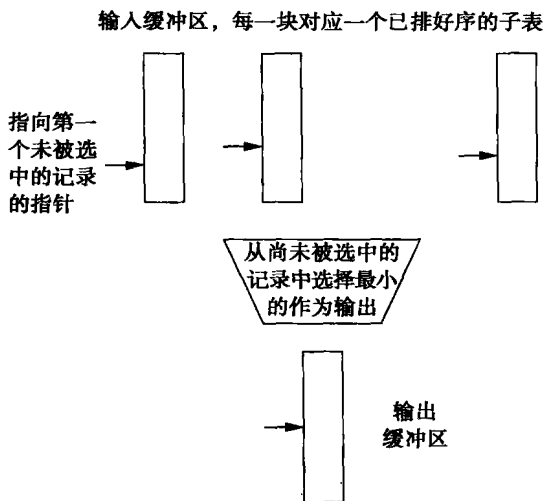 输入缓冲区，每一块对应一个已排好序的子表
指向第一
个未被选
中的记录
的指针
从尚未被选中的
记录中选择最小
的作为输出
输出
缓冲区